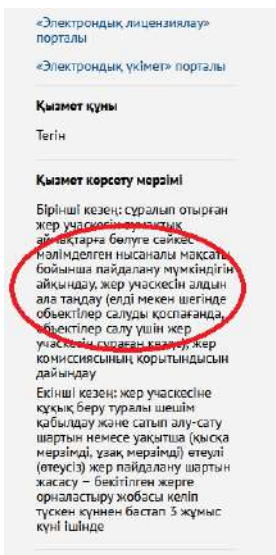 «Электрондық лицензиялау»
порталы
«Электрондық үкімет» порталы
Қызмет құны
Тегін
Қызмет көрсету мерзімі
Бірінші кезең: сұралып отырған
жер учаскесін аумақтық
аймақтарға бөлуге сәйкес
мәлімделген нысаналы мақсаты
бойынша пайдалану мүмкіндігін
айқындау, жер учаскесін алдын
ала таңдау (елді мекен шегінде
объектілер салуды қоспағанда,
объектілер салу үшін жер
учаскесін сұраған кезде), жер
комиссиясының қорытындысын
дайындау
Екінші кезең: жер учаскесіне
құқық беру туралы шешім
қабылдау және сатып алу-сату
шартын немесе уақытша (қысқа
мерзімді, ұзақ мерзімді) өтеулі
(өтеусіз) жер пайдалану шартын
жасасу – бекітілген жерге
орналастыру жобасы келіп
түскен күннен бастап 3 жұмыс
күні ішінде